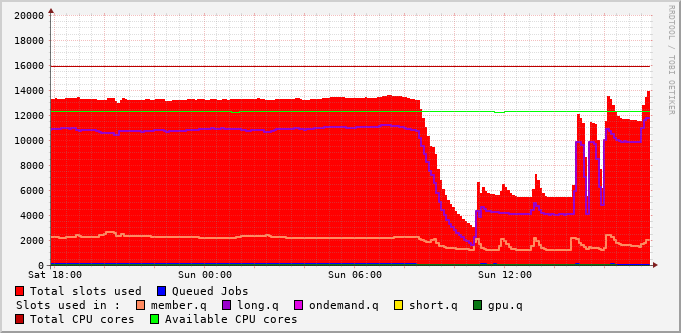 20000
18000
16000
14000
12000
10000
8000
6000
4000
2000
0
Sat 18:00 Sun 00:00 Sun 06:00 Sun 12:00
RRDTOOL / TOBI OETIKER
Total slots used Queued Jobs
Slots used in : member.q long.q ondemand.q short.q gpu.q
Total CPU cores Available CPU cores